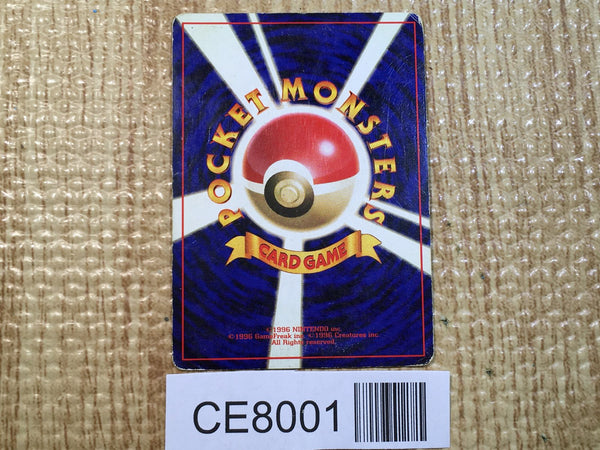 POCKET MONSTERS
CARD GAME
©1996 NINTENDO inc.
©1996 GameFreak inc. ©1996 Creatures inc.
All Rights reserved.
CE8001